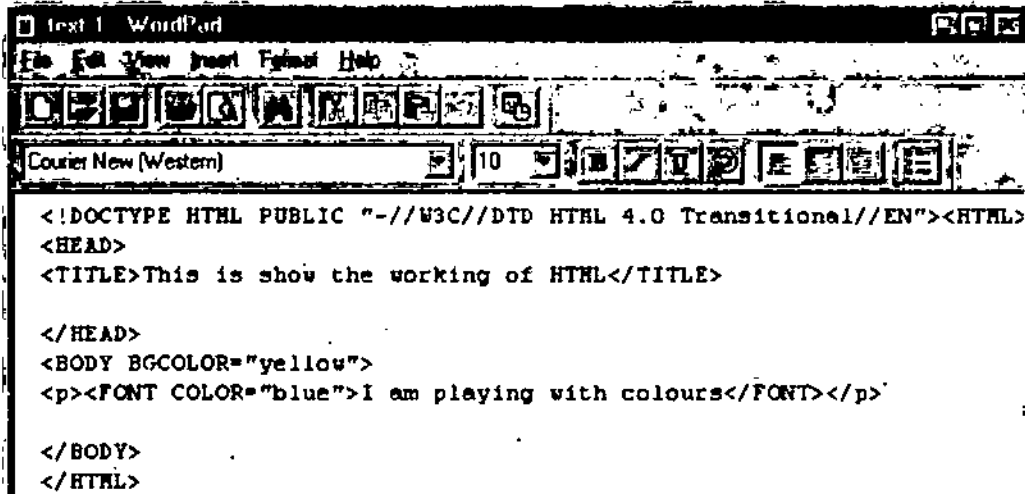 text 1 WordPad
File Edit View Insert Format Help
Courier New (Western) 10
<!DOCTYPE HTML PUBLIC "-//W3C//DTD HTML 4.0 Transitional//EN"><HTML>
<HEAD>
<TITLE>This is show the working of HTML</TITLE>
</HEAD>
<BODY BGCOLOR="yellow">
<p><FONT COLOR="blue">I am playing with colours</FONT></p>
</BODY>
</HTML>